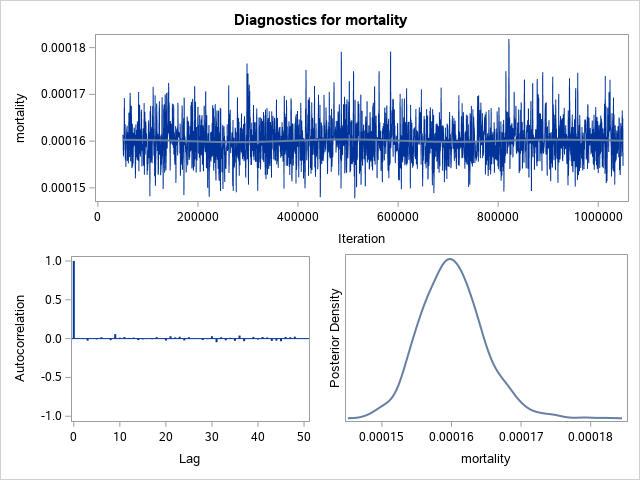 Diagnostics for mortality
mortality
0.00018
0.00017
0.00016
0.00015
0 200000 400000 600000 800000 1000000
Iteration
Autocorrelation
1.0
0.5
0.0
-0.5
-1.0
0 10 20 30 40 50
Lag
Posterior Density
0.00015 0.00016 0.00017 0.00018
mortality